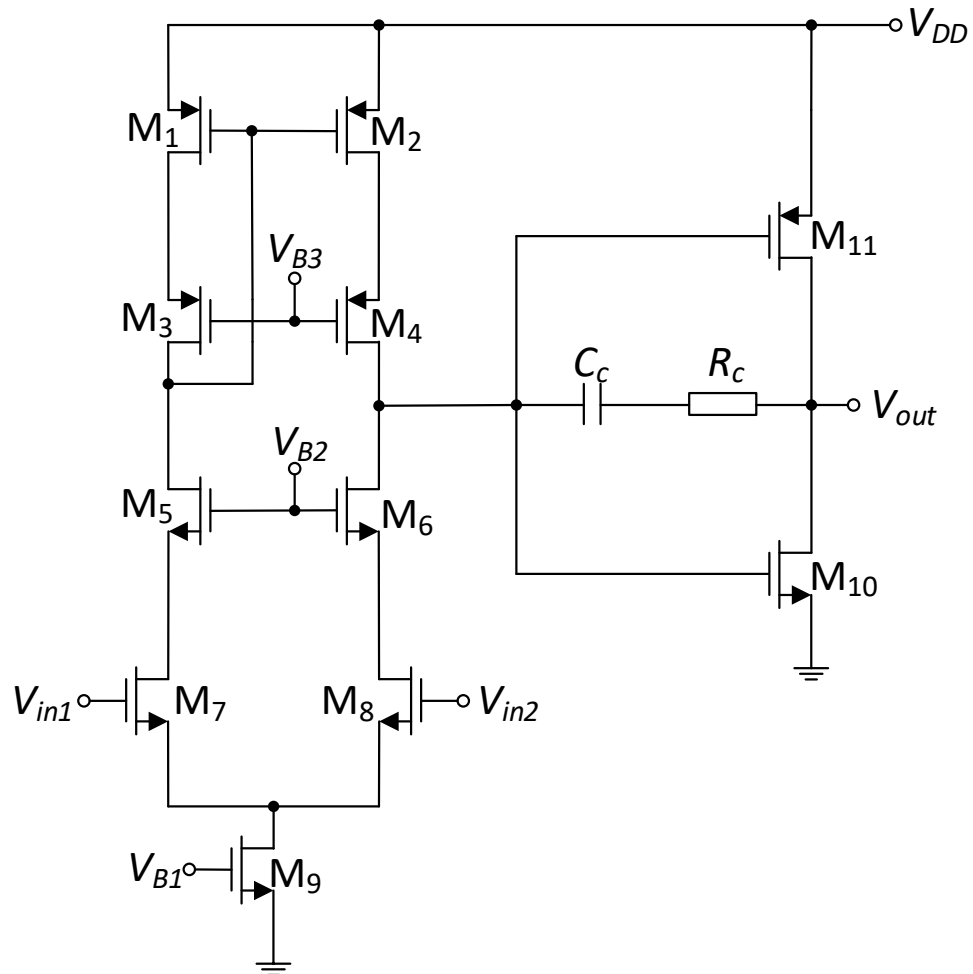 V_DD
M_1
M_2
M_11
V_B3
M_3
M_4
C_c
R_c
V_out
V_B2
M_5
M_6
M_10
V_in1
M_7
M_8
V_in2
V_B1
M_9